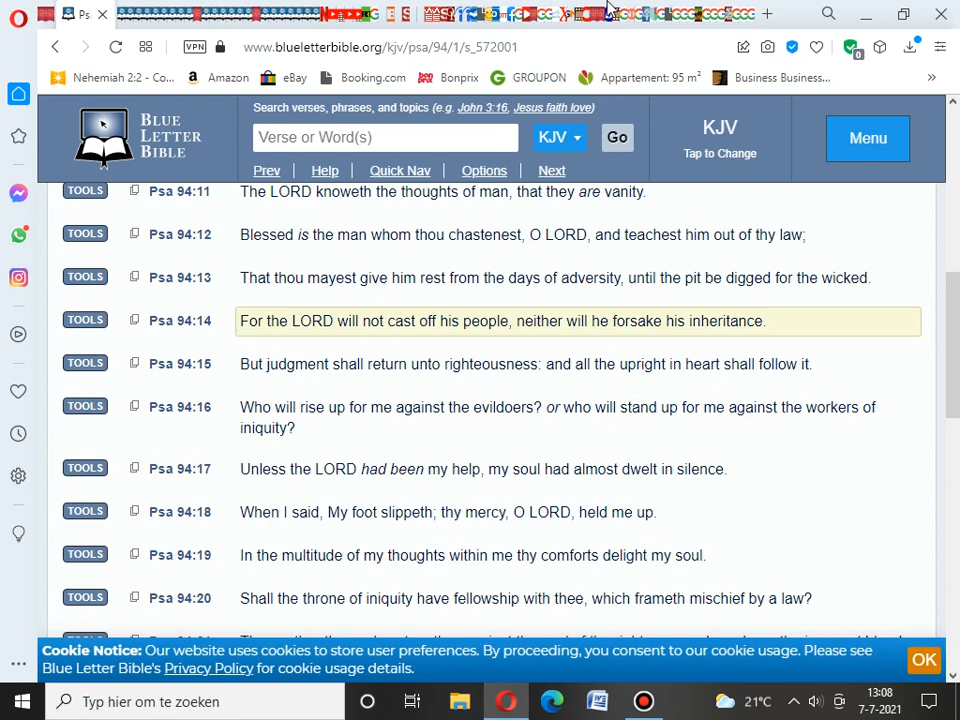 Ps
www.blueletterbible.org/kjv/psa/94/1/s_572001
VPN
0
Nehemiah 2:2 - Co...
Amazon
eBay
Booking.com
Bonprix
GROUPON
Appartement: 95 m²
Business Business...
»
BLUE
LETTER
BIBLE
Search verses, phrases, and topics (e.g. John 3:16, Jesus faith love)
Verse or Word(s)
KJV
Go
Prev
Help
Quick Nav
Options
Next
KJV
Tap to Change
Menu
TOOLS Psa 94:11 The LORD knoweth the thoughts of man, that they are vanity.
TOOLS Psa 94:12 Blessed is the man whom thou chastenest, O LORD, and teachest him out of thy law;
TOOLS Psa 94:13 That thou mayest give him rest from the days of adversity, until the pit be digged for the wicked.
TOOLS Psa 94:14 For the LORD will not cast off his people, neither will he forsake his inheritance.
TOOLS Psa 94:15 But judgment shall return unto righteousness: and all the upright in heart shall follow it.
TOOLS Psa 94:16 Who will rise up for me against the evildoers? or who will stand up for me against the workers of
iniquity?
TOOLS Psa 94:17 Unless the LORD had been my help, my soul had almost dwelt in silence.
TOOLS Psa 94:18 When I said, My foot slippeth; thy mercy, O LORD, held me up.
TOOLS Psa 94:19 In the multitude of my thoughts within me thy comforts delight my soul.
TOOLS Psa 94:20 Shall the throne of iniquity have fellowship with thee, which frameth mischief by a law?
Cookie Notice: Our website uses cookies to store user preferences. By proceeding, you consent to our cookie usage. Please see
Blue Letter Bible's Privacy Policy for cookie usage details.
OK
Typ hier om te zoeken
21°C
13:08
7-7-2021